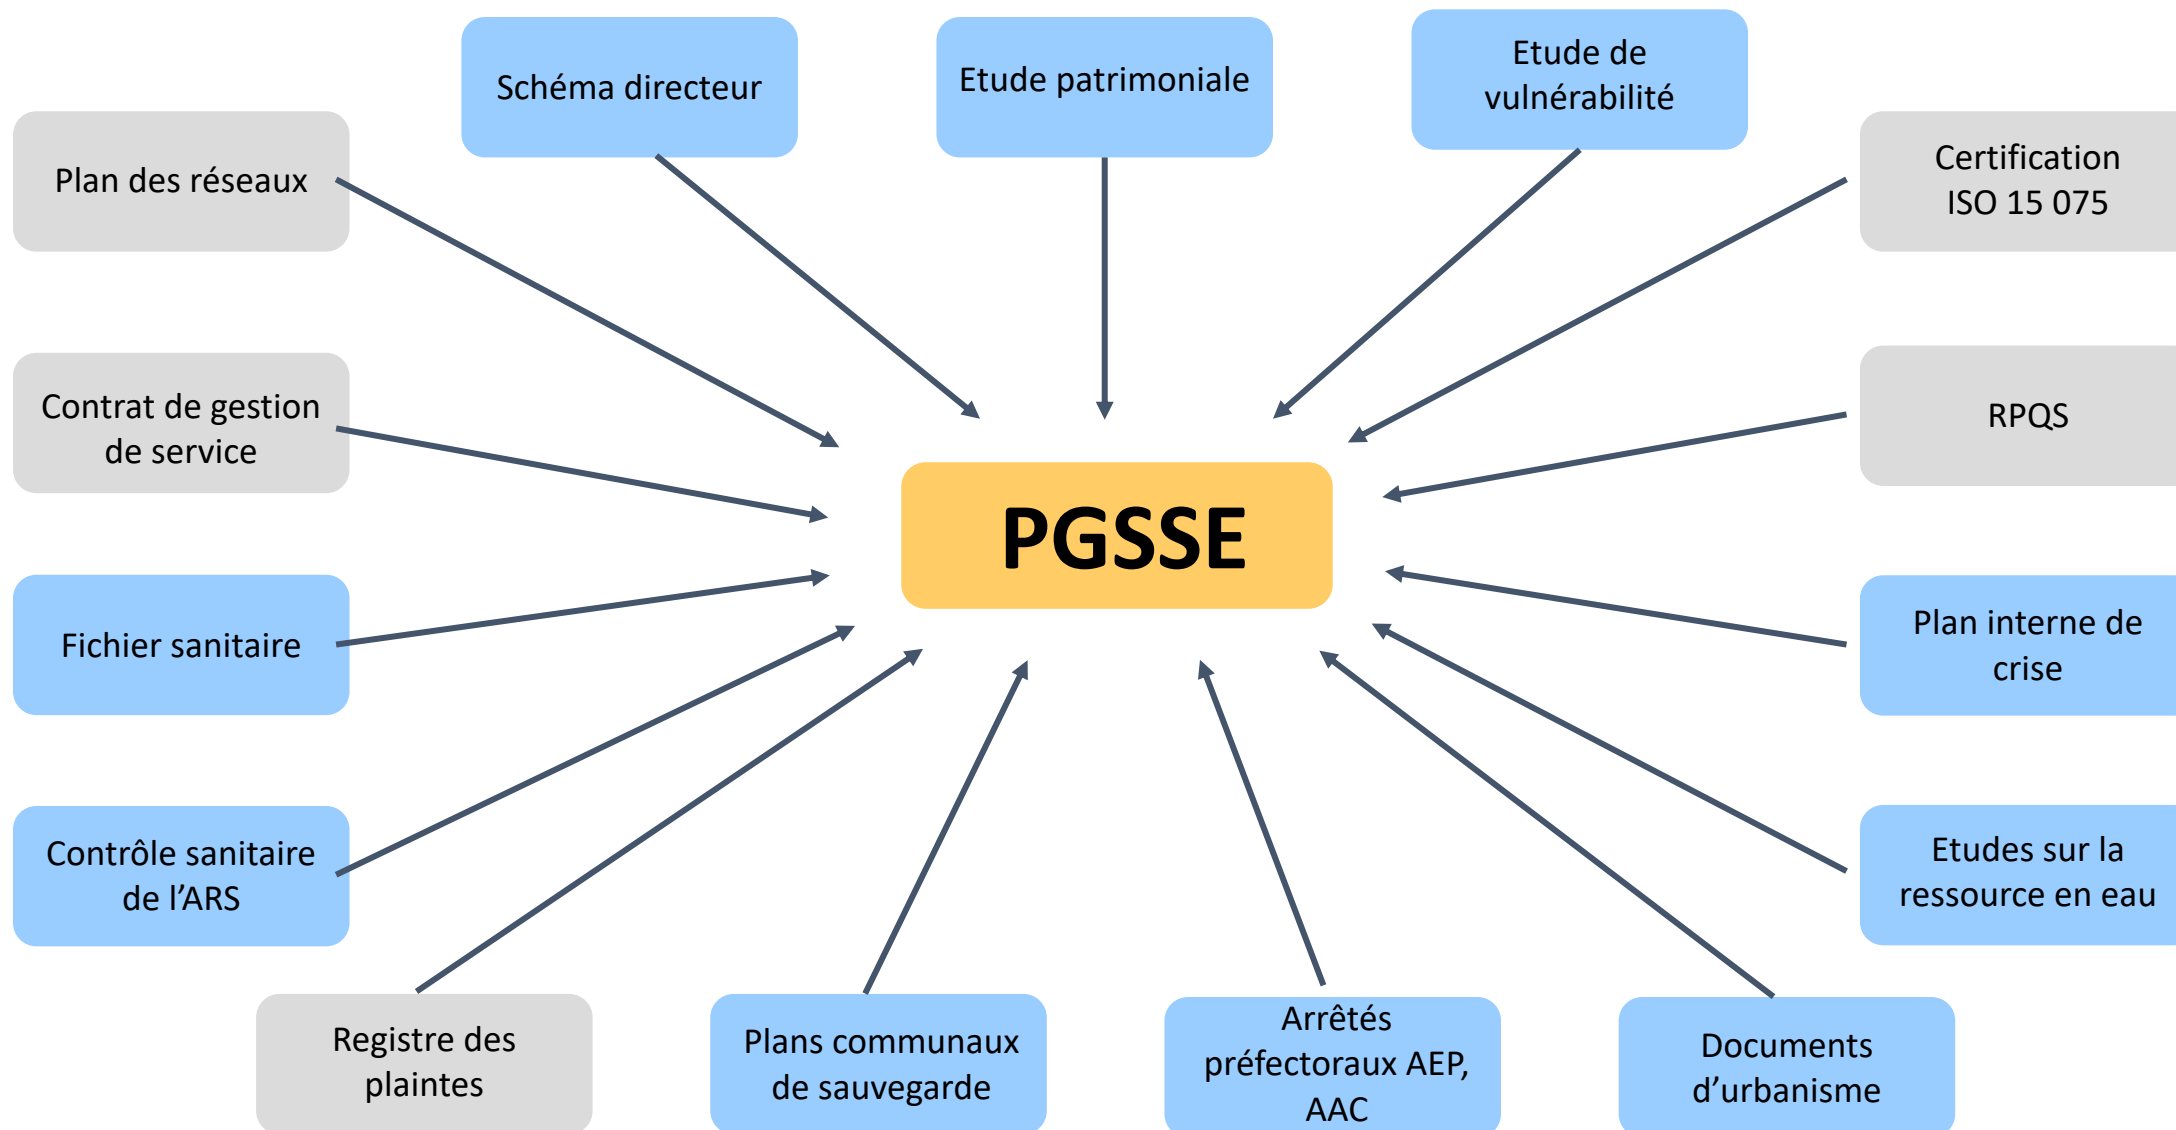 Schéma directeur
Etude patrimoniale
Etude de
vulnérabilité
Plan des réseaux
Certification
ISO 15 075
Contrat de gestion
de service
RPQS
PGSSE
Fichier sanitaire
Plan interne de
crise
Contrôle sanitaire
de l’ARS
Etudes sur la
ressource en eau
Registre des
plaintes
Plans communaux
de sauvegarde
Arrêtés
préfectoraux AEP,
AAC
Documents
d’urbanisme